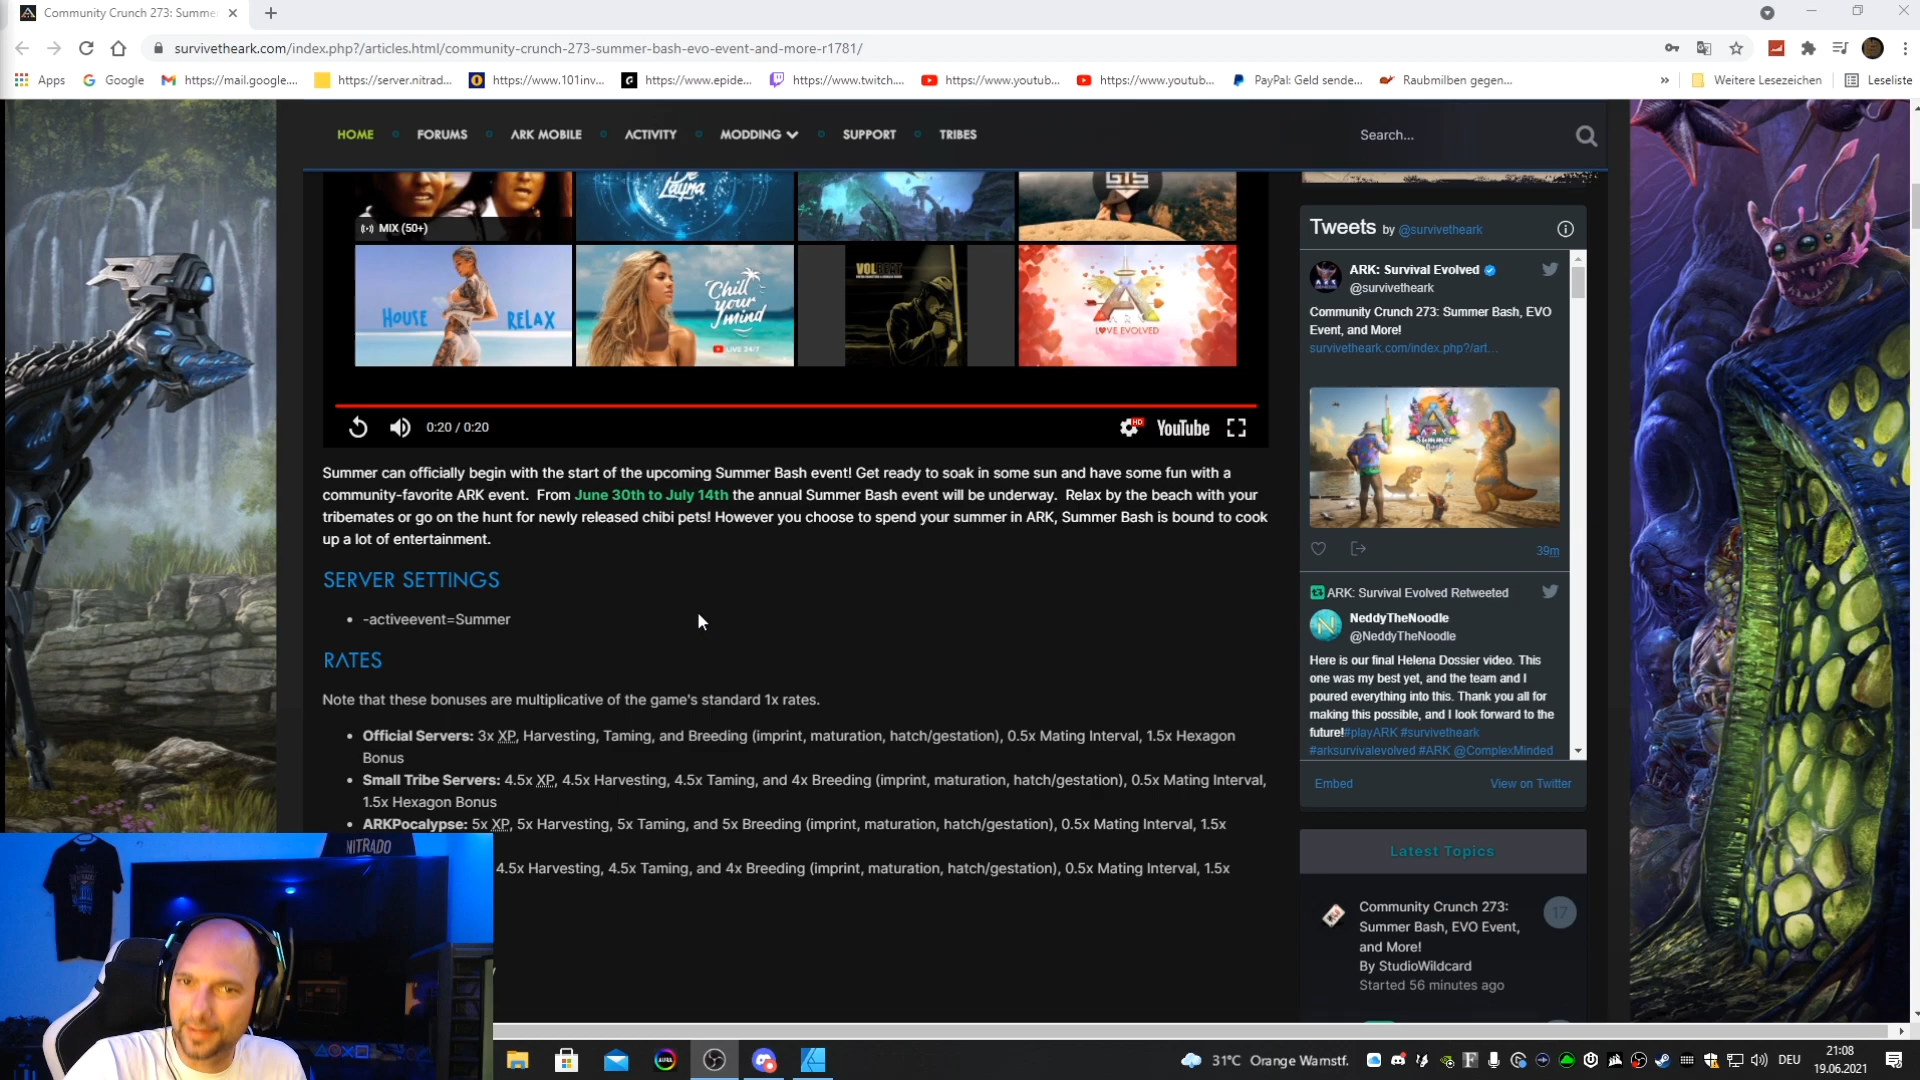 Community Crunch 273: Summe
survivetheark.com/index.php?/articles.html/community-crunch-273-summer-bash-evo-event-and-more-r1781/
Apps
Google
https://mail.google....
https://server.nitrad...
https://www.101inv...
https://www.epide...
https://www.twitch....
https://www.youtub...
https://www.youtub...
PayPal: Geld sende...
Raubmilben gegen...
»
Weitere Lesezeichen
Leseliste
HOME
FORUMS
ARK MOBILE
ACTIVITY
MODDING
SUPPORT
TRIBES
Search...
MIX (50+)
De Layna
GTS
HOUSE RELAX
Chill your mind
LIVE 24/7
VOLBEAT
LOVE EVOLVED
0:20 / 0:20
HD
YouTube
Summer can officially begin with the start of the upcoming Summer Bash event! Get ready to soak in some sun and have some fun with a
community-favorite ARK event. From June 30th to July 14th the annual Summer Bash event will be underway. Relax by the beach with your
tribemates or go on the hunt for newly released chibi pets! However you choose to spend your summer in ARK, Summer Bash is bound to cook
up a lot of entertainment.
SERVER SETTINGS
• -activeevent=Summer
RATES
Note that these bonuses are multiplicative of the game's standard 1x rates.
• Official Servers: 3x XP, Harvesting, Taming, and Breeding (imprint, maturation, hatch/gestation), 0.5x Mating Interval, 1.5x Hexagon
Bonus
• Small Tribe Servers: 4.5x XP, 4.5x Harvesting, 4.5x Taming, and 4x Breeding (imprint, maturation, hatch/gestation), 0.5x Mating Interval,
1.5x Hexagon Bonus
• ARKPocalypse: 5x XP, 5x Harvesting, 5x Taming, and 5x Breeding (imprint, maturation, hatch/gestation), 0.5x Mating Interval, 1.5x
4.5x Harvesting, 4.5x Taming, and 4x Breeding (imprint, maturation, hatch/gestation), 0.5x Mating Interval, 1.5x
Tweets by @survivetheark
ARK: Survival Evolved
@survivetheark
Community Crunch 273: Summer Bash, EVO
Event, and More!
survivetheark.com/index.php?/art...
ARK
Summer
39m
ARK: Survival Evolved Retweeted
NeddyTheNoodle
@NeddyTheNoodle
Here is our final Helena Dossier video. This
one was my best yet, and the team and I
poured everything into this. Thank you all for
making this possible, and I look forward to the
future!#playARK #survivetheark
#arksurvivalevolved #ARK @ComplexMinded
Embed
View on Twitter
Latest Topics
Community Crunch 273:
Summer Bash, EVO Event,
and More!
By StudioWildcard
Started 56 minutes ago
17
NITRADO
31°C Orange Warnstf.
DEU
21:08
19.06.2021